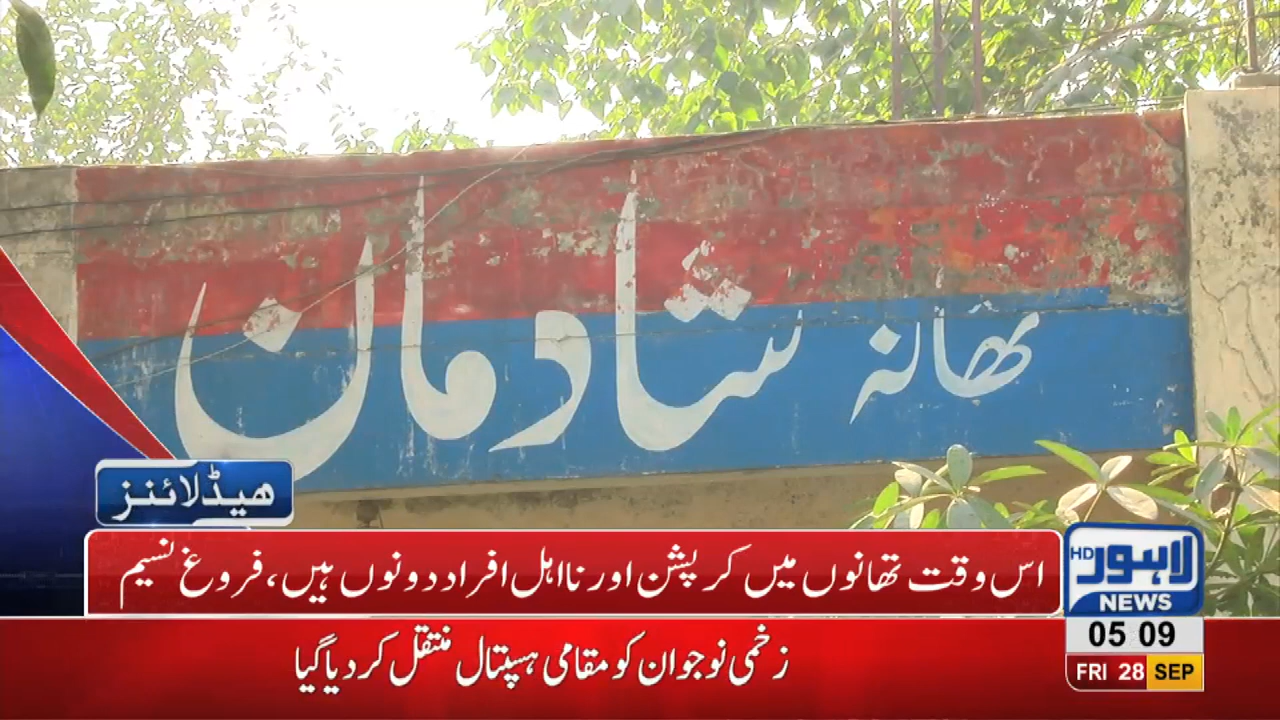 تھانہ شادمان
ھیڈلائنز
اس وقت تھانوں میں کرپشن اور نااہل افراد دونوں ہیں، فروغ نسیم
HD لاہور
NEWS
05 09
FRI 28 SEP
زخمی نوجوان کو مقامی ہسپتال منتقل کر دیا گیا